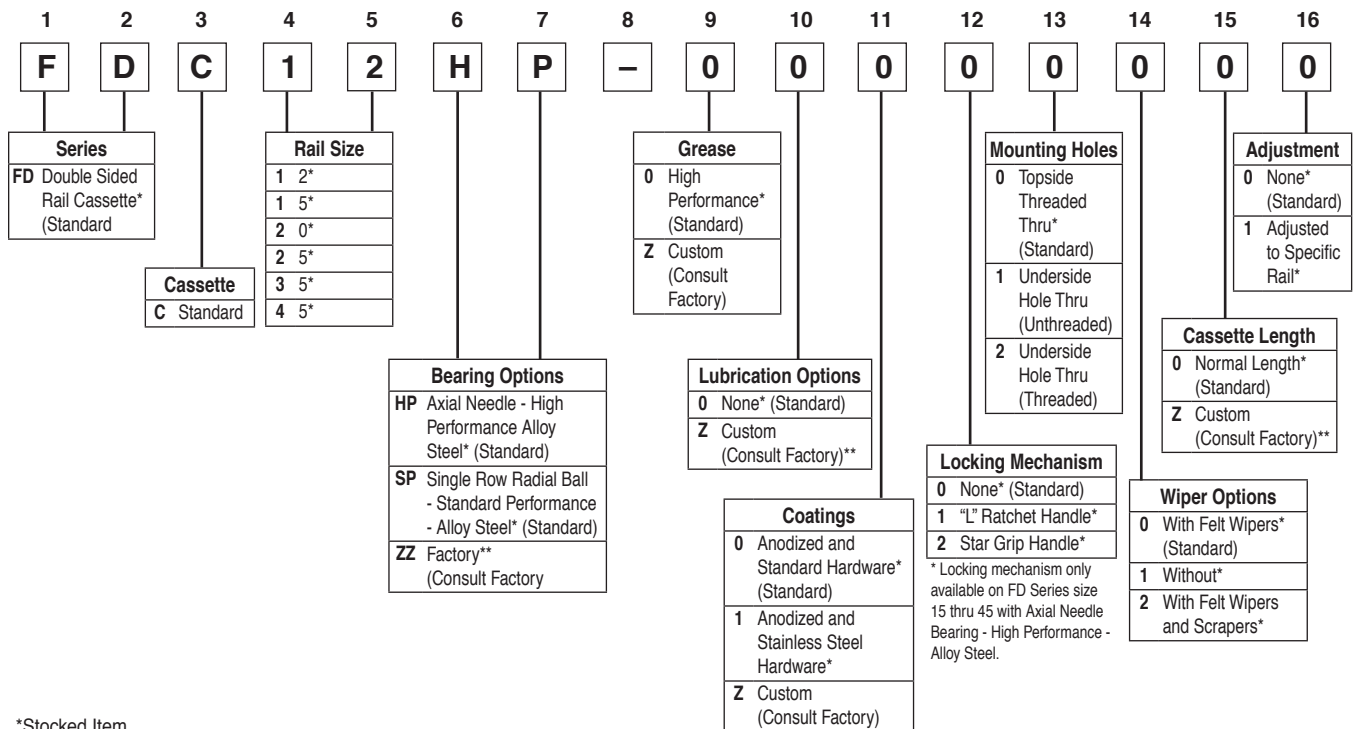 1 2 3 4 5 6 7 8 9 10 11 12 13 14 15 16
F D C 1 2 H P – 0 0 0 0 0 0 0 0
Series
FD Double Sided
Rail Cassette*
(Standard
Cassette
C Standard
Rail Size
1 2*
1 5*
2 0*
2 5*
3 5*
4 5*
Bearing Options
HP Axial Needle - High
Performance Alloy
Steel* (Standard)
SP Single Row Radial Ball
- Standard Performance
- Alloy Steel* (Standard)
ZZ Factory**
(Consult Factory
Grease
0 High
Performance*
(Standard)
Z Custom
(Consult
Factory)
Lubrication Options
0 None* (Standard)
Z Custom
(Consult Factory)**
Coatings
0 Anodized and
Standard Hardware*
(Standard)
1 Anodized and
Stainless Steel
Hardware*
Z Custom
(Consult Factory)
Locking Mechanism
0 None* (Standard)
1 “L” Ratchet Handle*
2 Star Grip Handle*
* Locking mechanism only
available on FD Series size
15 thru 45 with Axial Needle
Bearing - High Performance -
Alloy Steel.
Mounting Holes
0 Topside
Threaded
Thru*
(Standard)
1 Underside
Hole Thru
(Unthreaded)
2 Underside
Hole Thru
(Threaded)
Wiper Options
0 With Felt Wipers*
(Standard)
1 Without*
2 With Felt Wipers
and Scrapers*
Cassette Length
0 Normal Length*
(Standard)
Z Custom
(Consult Factory)**
Adjustment
0 None*
(Standard)
1 Adjusted
to Specific
Rail*
*Stocked Item